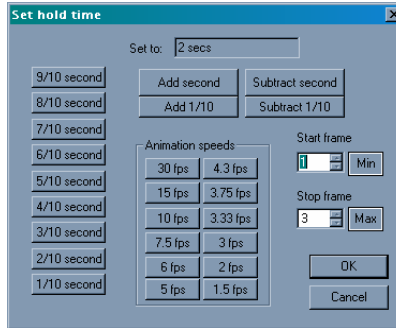 Set hold time
Set to: 2 secs
9/10 second
8/10 second
7/10 second
6/10 second
5/10 second
4/10 second
3/10 second
2/10 second
1/10 second
Add second Subtract second
Add 1/10 Subtract 1/10
Animation speeds
30 fps 4.3 fps
15 fps 3.75 fps
10 fps 3.33 fps
7.5 fps 3 fps
6 fps 2 fps
5 fps 1.5 fps
Start frame
1 Min
Stop frame
3 Max
OK
Cancel